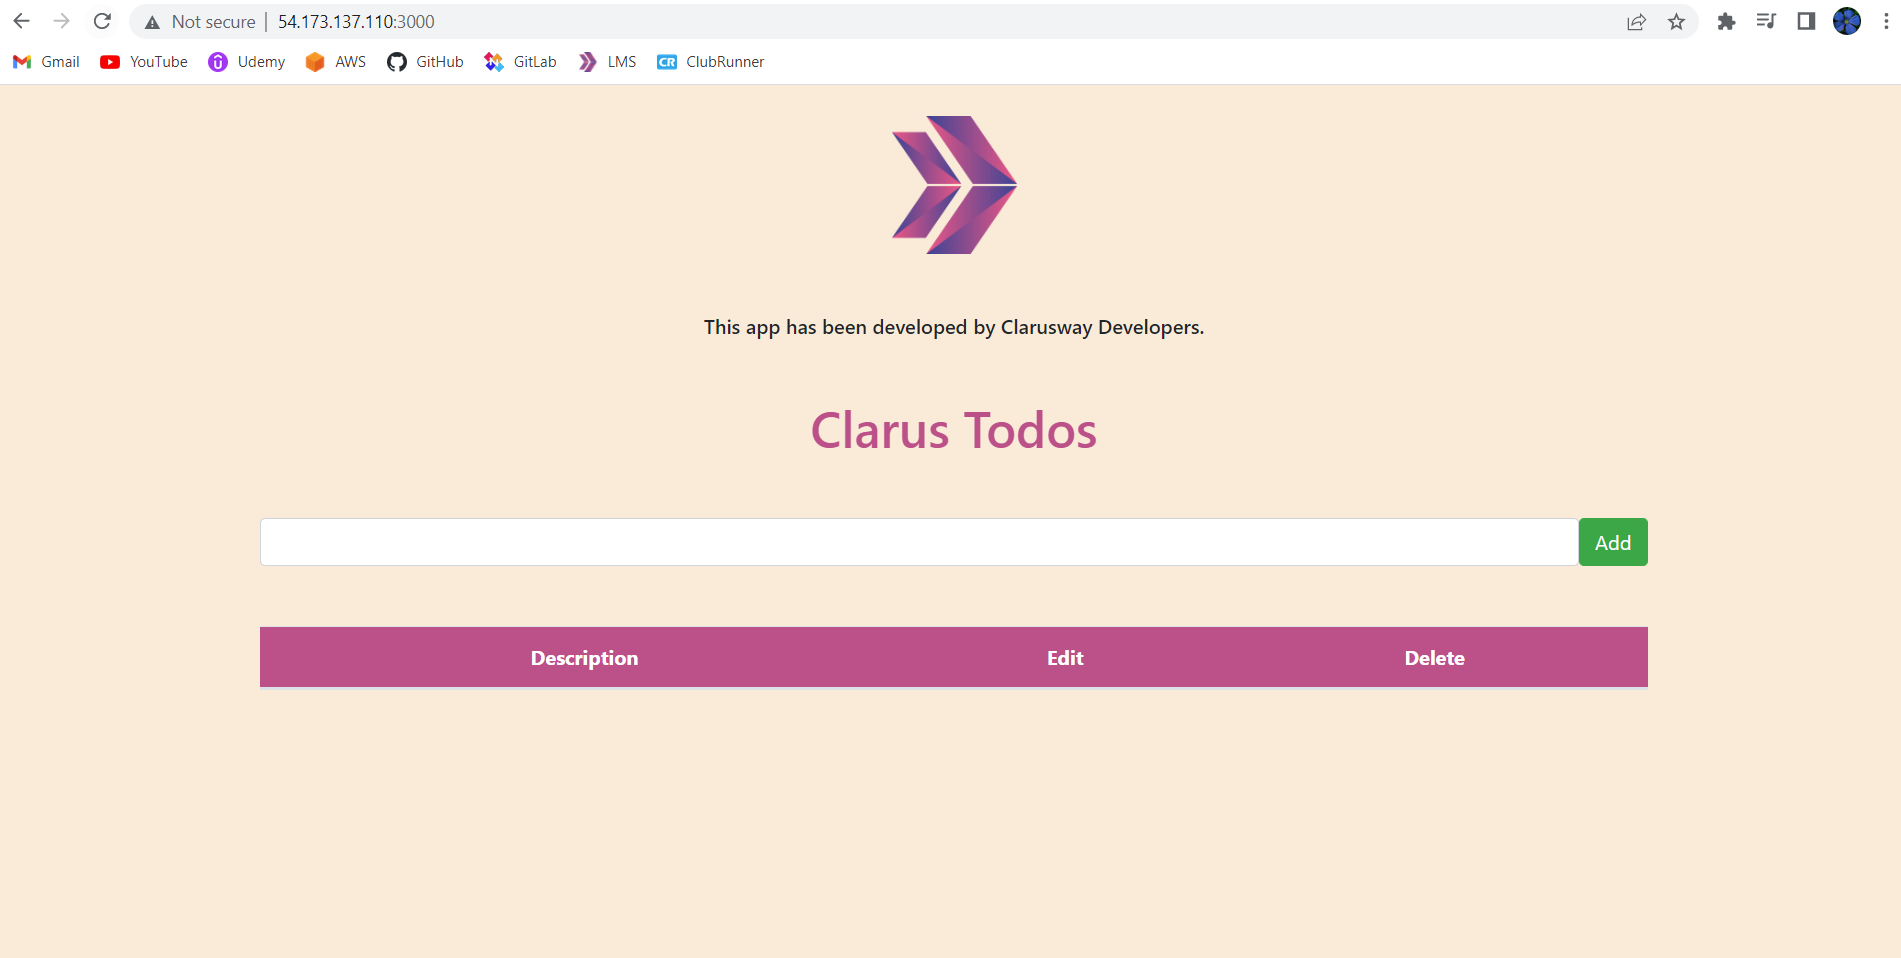 Not secure 54.173.137.110:3000
Gmail YouTube Udemy AWS GitHub GitLab CR LMS ClubRunner
This app has been developed by Clarusway Developers.
Clarus Todos
Add
Description Edit Delete